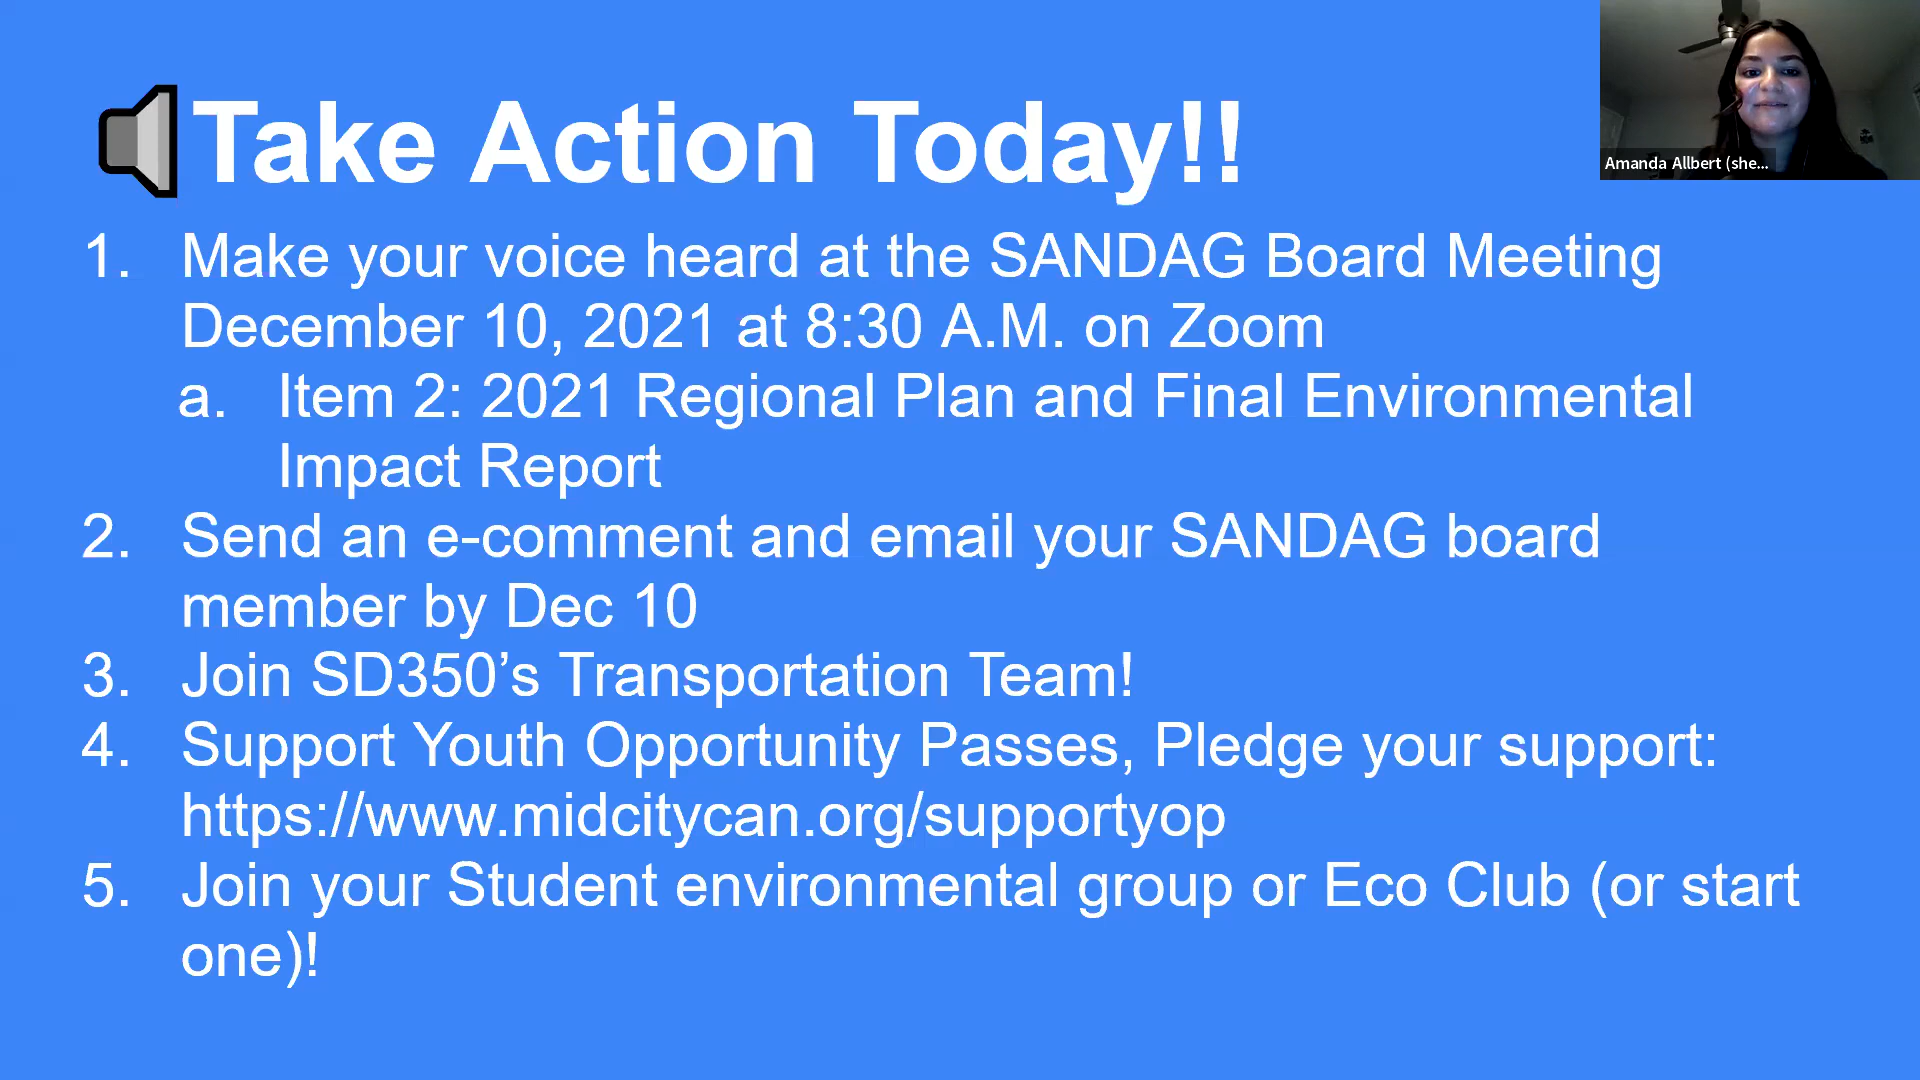 Take Action Today!!
Amanda Allbert (she...
1. Make your voice heard at the SANDAG Board Meeting
December 10, 2021 at 8:30 A.M. on Zoom
a. Item 2: 2021 Regional Plan and Final Environmental
Impact Report
2. Send an e-comment and email your SANDAG board
member by Dec 10
3. Join SD350’s Transportation Team!
4. Support Youth Opportunity Passes, Pledge your support:
https://www.midcitycan.org/supportyop
5. Join your Student environmental group or Eco Club (or start
one)!